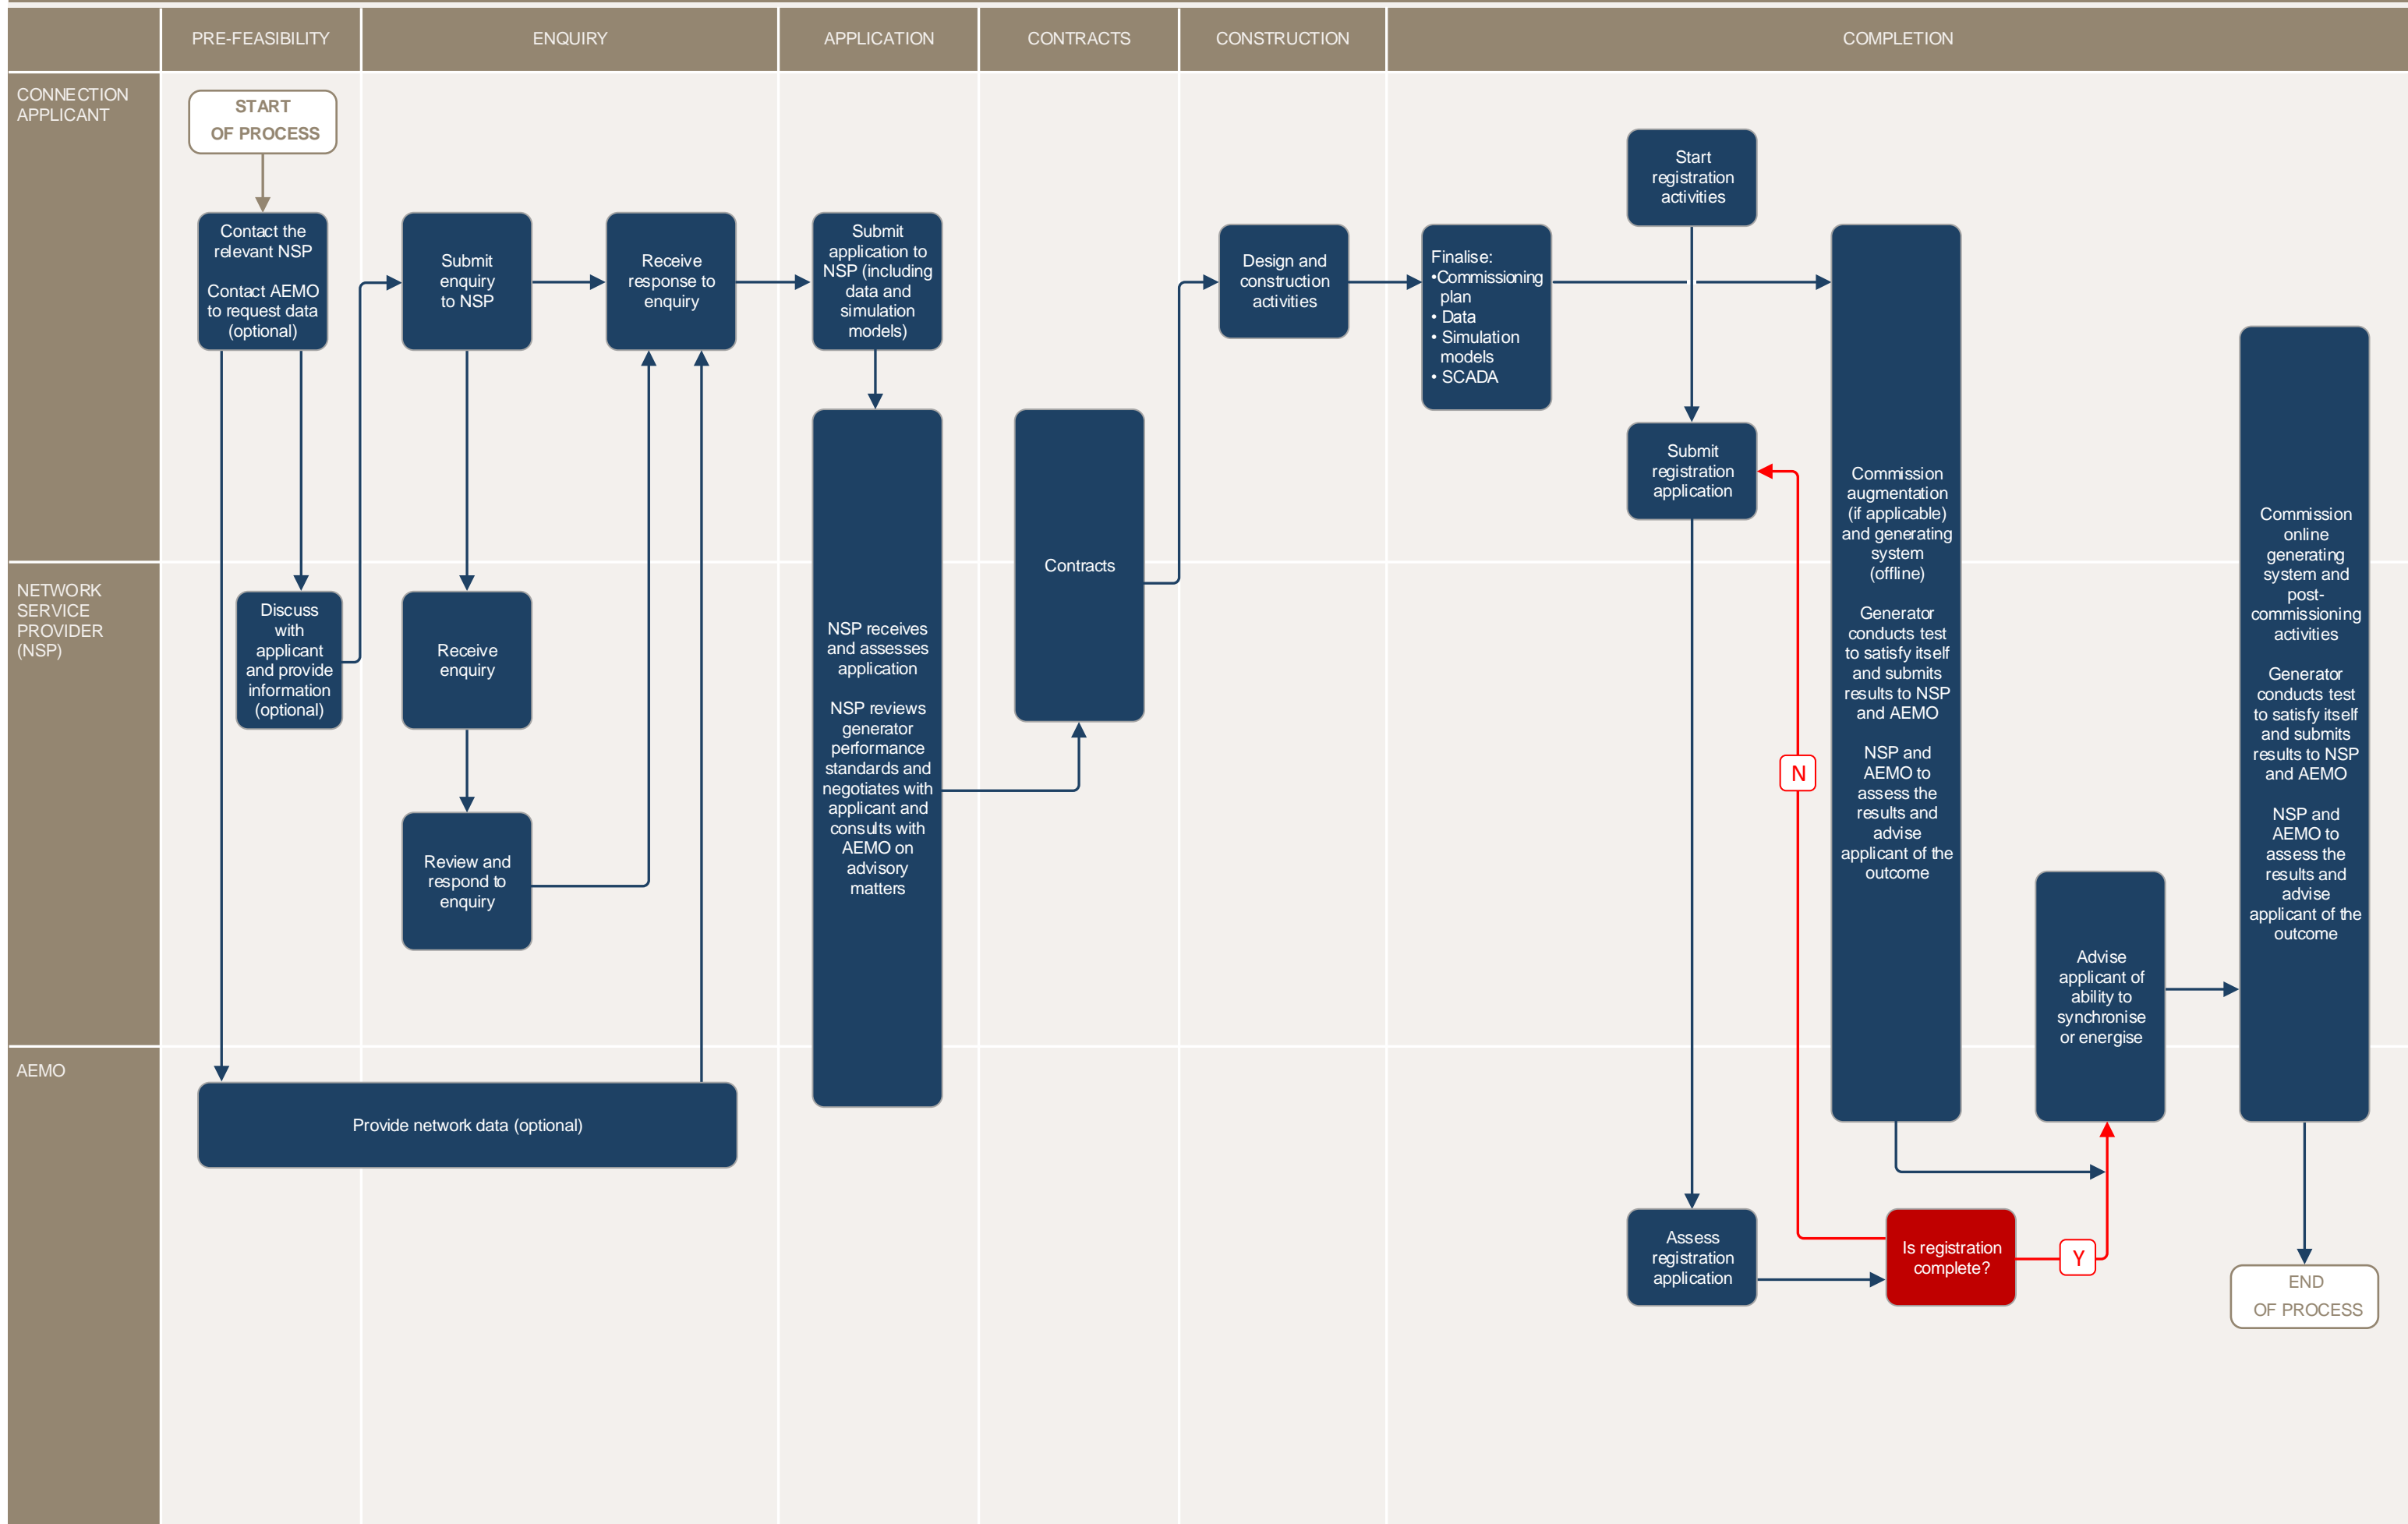 PRE-FEASIBILITY
ENQUIRY
APPLICATION
CONTRACTS
CONSTRUCTION
COMPLETION
CONNECTION
APPLICANT
START
OF PROCESS
Contact the
relevant NSP
Contact AEMO
to request data
(optional)
Submit
enquiry
to NSP
Receive
response to
enquiry
Submit
application to
NSP (including
data and
simulation
models)
Design and
construction
activities
Finalise:
•Commissioning
plan
• Data
• Simulation
models
• SCADA
Start
registration
activities
Submit
registration
application
Contracts
Commission
augmentation
(if applicable)
and generating
system
(offline)
Generator
conducts test
to satisfy itself
and submits
results to NSP
and AEMO
NSP and
AEMO to
assess the
results and
advise
applicant of the
outcome
Commission
online
generating
system and
post-
commissioning
activities
Generator
conducts test
to satisfy itself
and submits
results to NSP
and AEMO
NSP and
AEMO to
assess the
results and
advise
applicant of the
outcome
NETWORK
SERVICE
PROVIDER
(NSP)
Discuss
with
applicant
and provide
information
(optional)
Receive
enquiry
Review and
respond to
enquiry
NSP receives
and assesses
application
NSP reviews
generator
performance
standards and
negotiates with
applicant and
consults with
AEMO on
advisory
matters
N
Advise
applicant of
ability to
synchronise
or energise
AEMO
Provide network data (optional)
Assess
registration
application
Is registration
complete?
Y
END
OF PROCESS